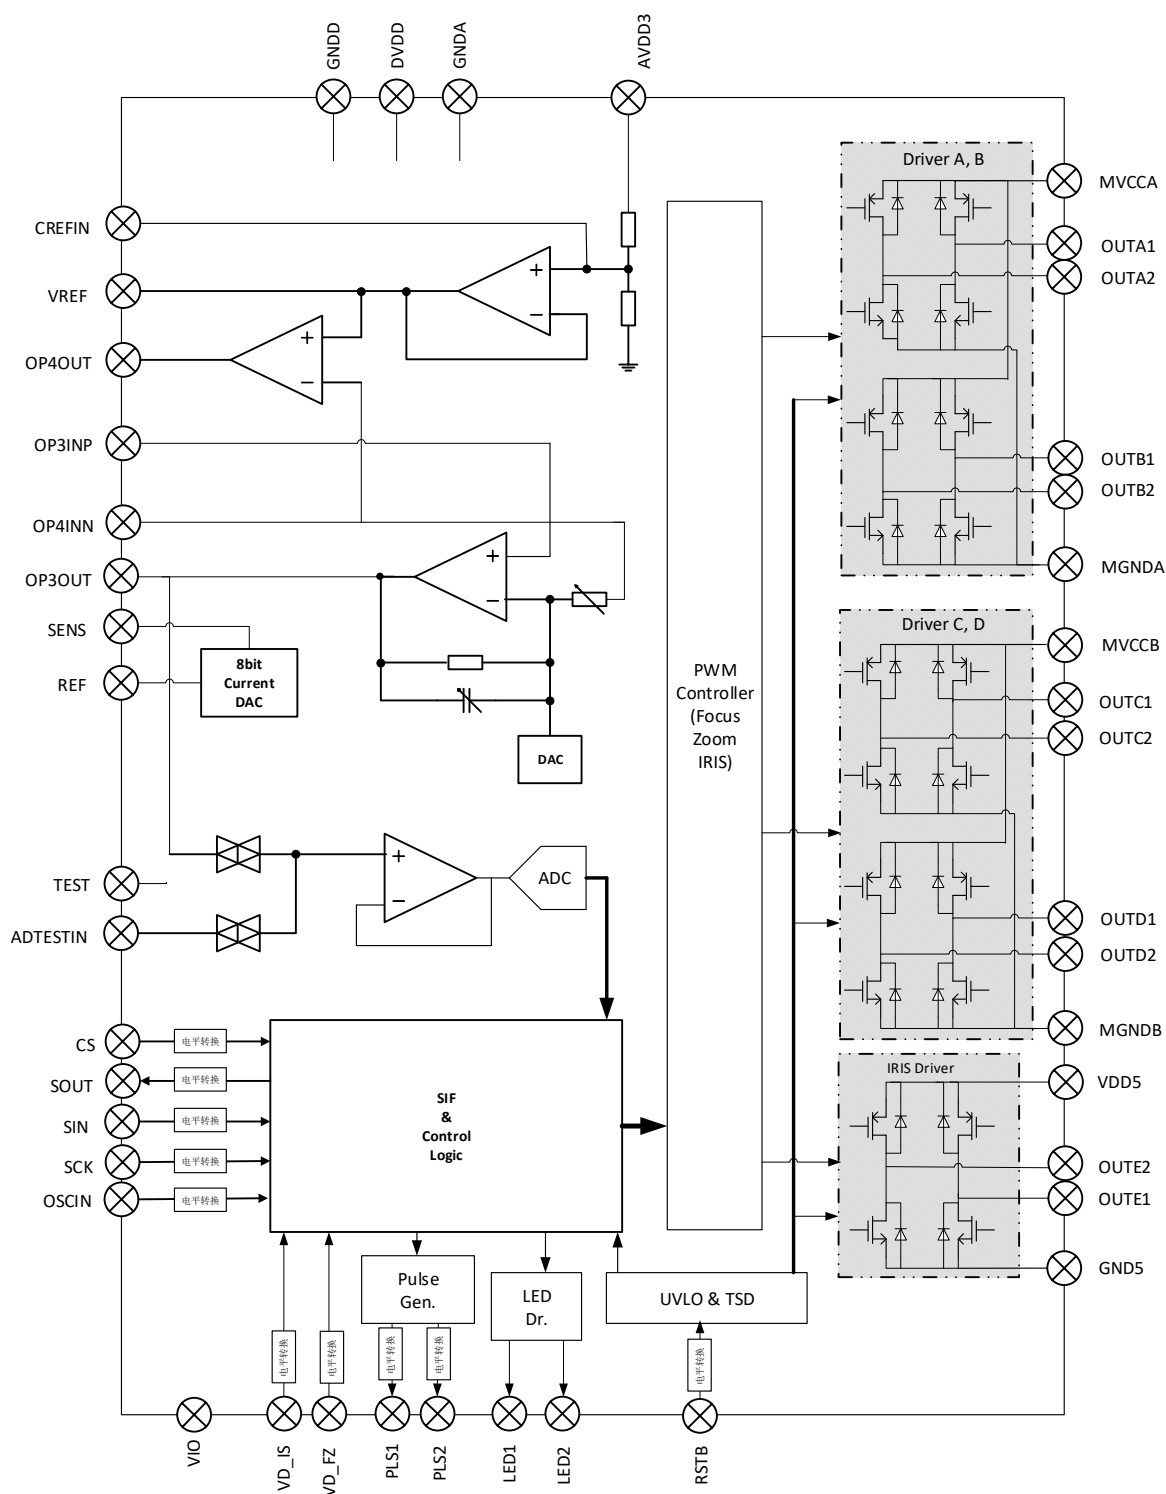 GNDD
DVDD
GNDA
AVDD3
Driver A, B
MVCCA
CREFIN
OUTA1
+
VREF
OUTA2
−
+
OP4OUT
−
OP3INP
OUTB1
OUTB2
OP4INN
+
MGNDA
OP3OUT
−
SENS
Driver C, D
MVCCB
8bit
Current
DAC
REF
PWM
Controller
(Focus
Zoom
IRIS)
OUTC1
OUTC2
DAC
+
ADC
TEST
−
OUTD1
ADTESTIN
OUTD2
CS
电平转换
MGNDB
SOUT
电平转换
IRIS Driver
VDD5
SIF
&
Control
Logic
SIN
电平转换
SCK
电平转换
OUTE2
OSCIN
电平转换
OUTE1
GND5
Pulse
Gen.
LED
Dr.
UVLO & TSD
电平转换
电平转换
电平转换
电平转换
电平转换
VIO
VD_IS
VD_FZ
PLS1
PLS2
LED1
LED2
RSTB